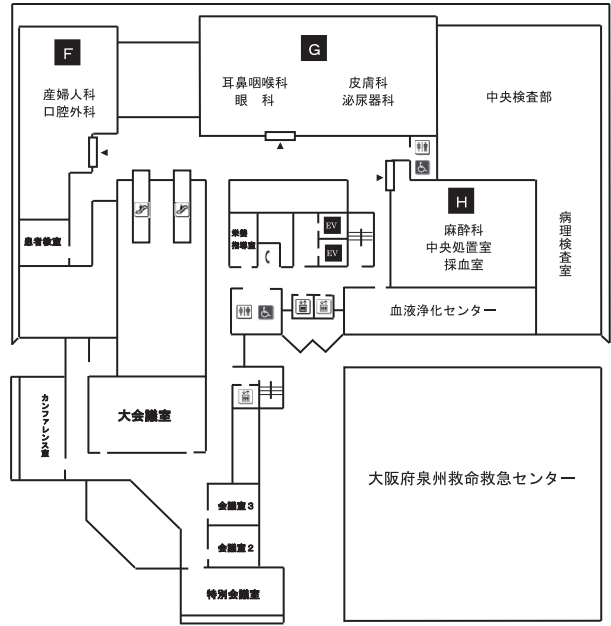 F
産婦人科
口腔外科
G
耳鼻咽喉科
眼 科
皮膚科
泌尿器科
中央検査部
H
麻酔科
中央処置室
採血室
病理検査室
患者教室
栄養
指導室
EV
EV
血液浄化センター
カンファレンス室
大会議室
大阪府泉州救命救急センター
会議室3
会議室2
特別会議室